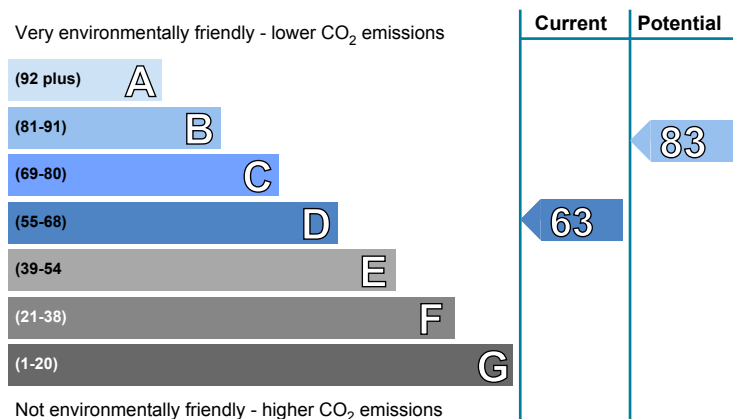 Very environmentally friendly - lower CO2 emissions
Current
Potential
(92 plus) A
(81-91) B
83
(69-80) C
(55-68) D
63
(39-54 E
(21-38) F
(1-20) G
Not environmentally friendly - higher CO2 emissions